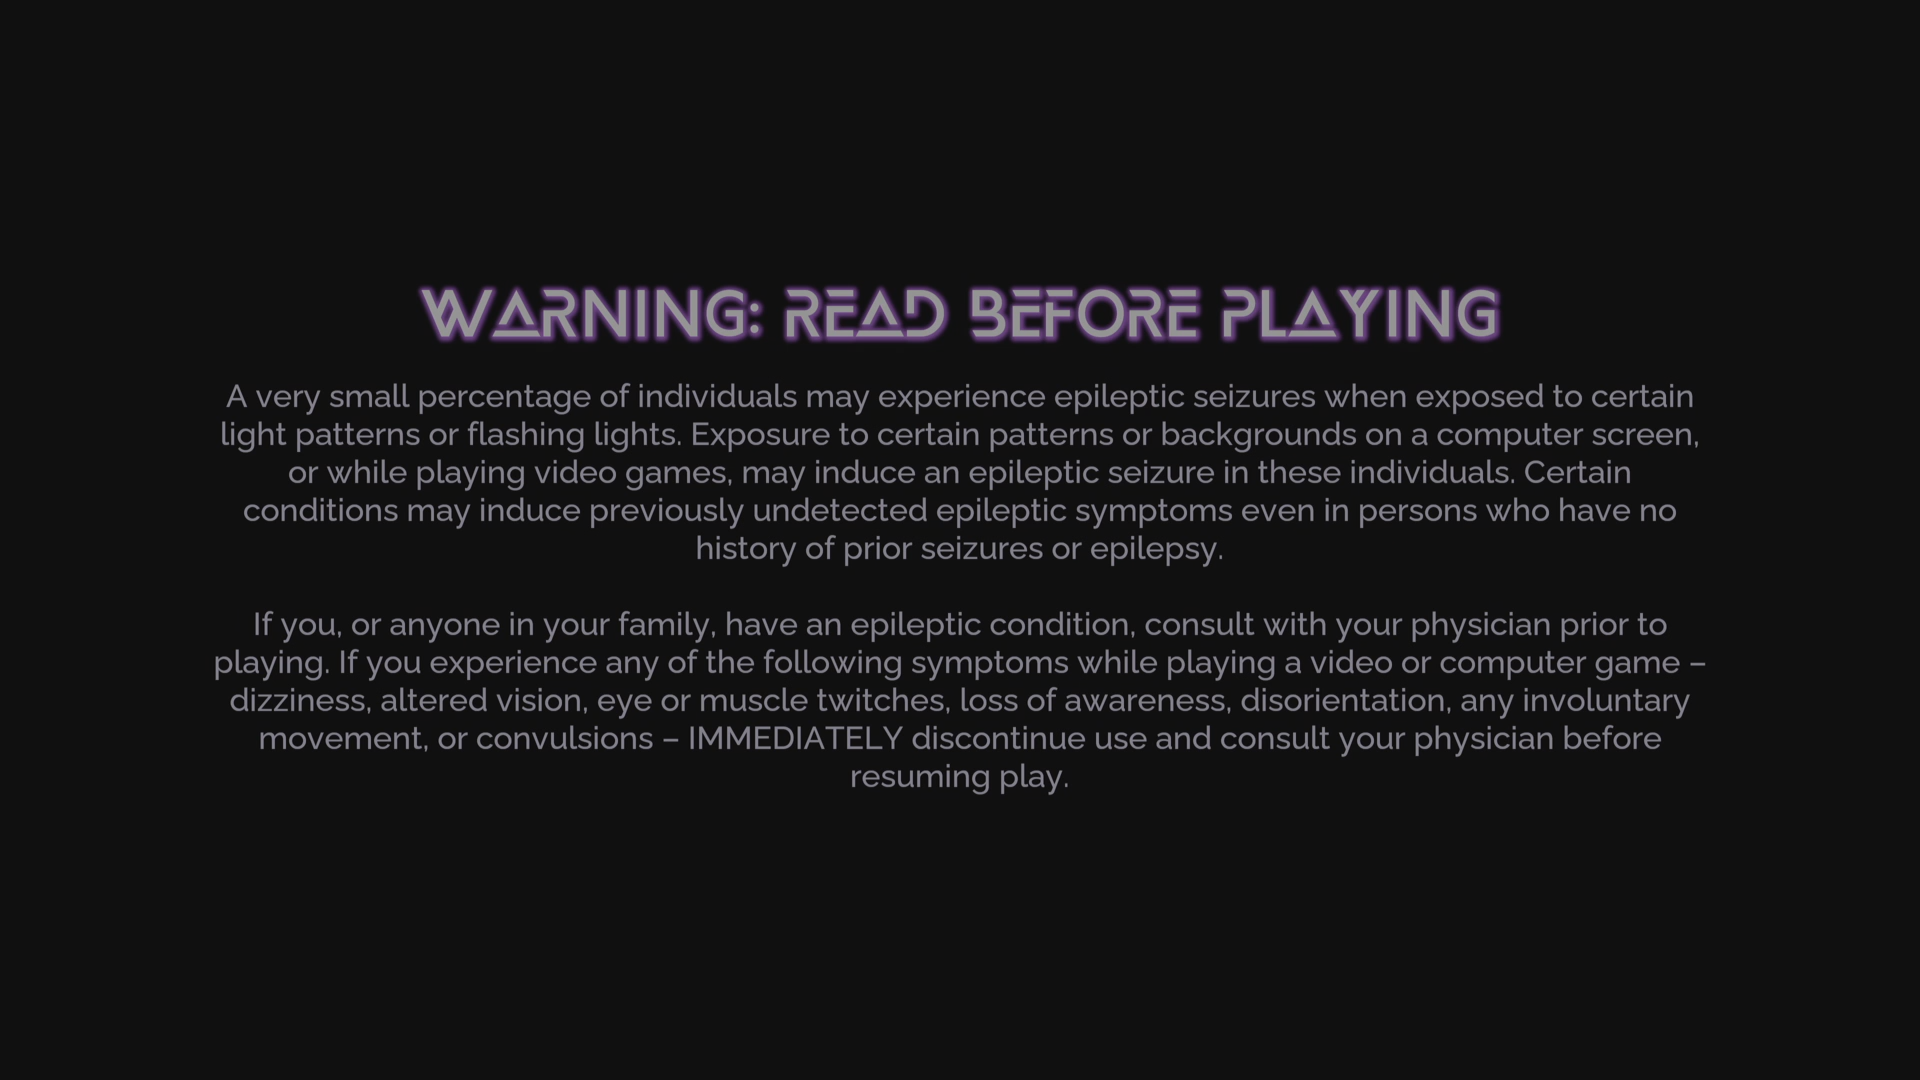 WARNING: READ BEFORE PLAYING
A very small percentage of individuals may experience epileptic seizures when exposed to certain
light patterns or flashing lights. Exposure to certain patterns or backgrounds on a computer screen,
or while playing video games, may induce an epileptic seizure in these individuals. Certain
conditions may induce previously undetected epileptic symptoms even in persons who have no
history of prior seizures or epilepsy.
If you, or anyone in your family, have an epileptic condition, consult with your physician prior to
playing. If you experience any of the following symptoms while playing a video or computer game –
dizziness, altered vision, eye or muscle twitches, loss of awareness, disorientation, any involuntary
movement, or convulsions – IMMEDIATELY discontinue use and consult your physician before
resuming play.